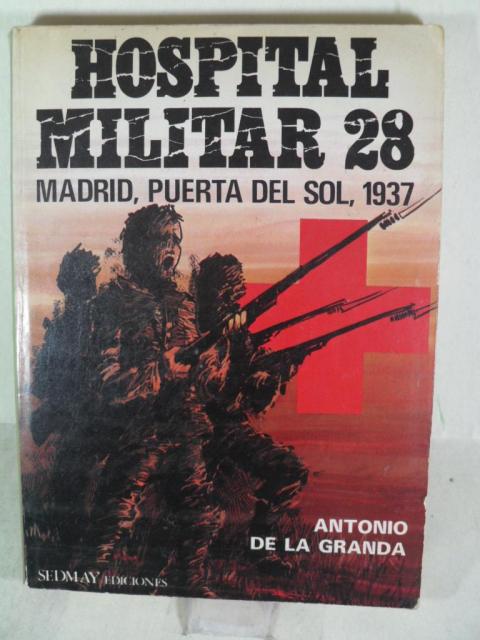 HOSPITAL
MILITAR 28
MADRID, PUERTA DEL SOL, 1937
ANTONIO
DE LA GRANDA
SEDMAY EDICIONES